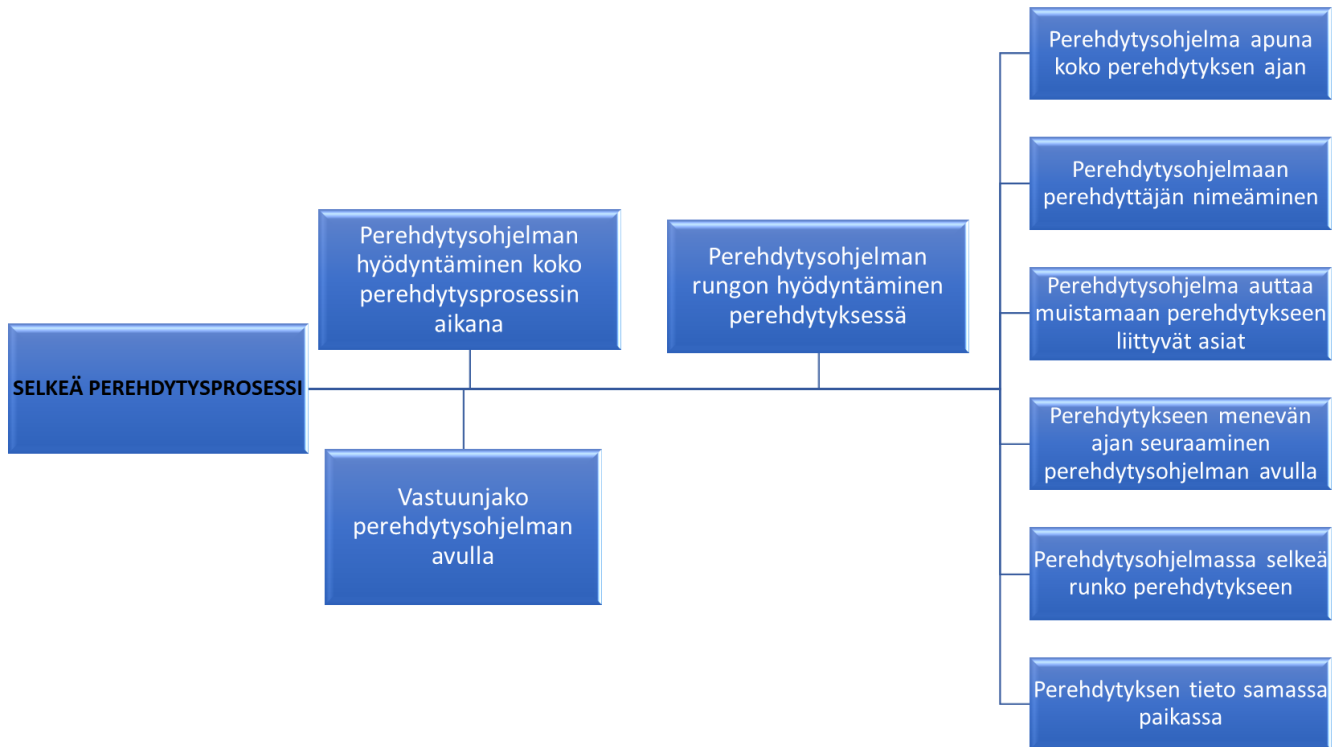 SELKEÄ PEREHDYTYSPROSESSI
Perehdytysohjelman
hyödyntäminen koko
perehdytysprosessin
aikana
Vastuunjako
perehdytysohjelman
avulla
Perehdytysohjelman
rungon hyödyntäminen
perehdytyksessä
Perehdytysohjelma apuna
koko perehdytyksen ajan
Perehdytysohjelmaan
perehdyttäjän nimeäminen
Perehdytysohjelma auttaa
muistamaan perehdytykseen
liittyvät asiat
Perehdytykseen menevän
ajan seuraaminen
perehdytysohjelman avulla
Perehdytysohjelmassa selkeä
runko perehdytykseen
Perehdytyksen tieto samassa
paikassa